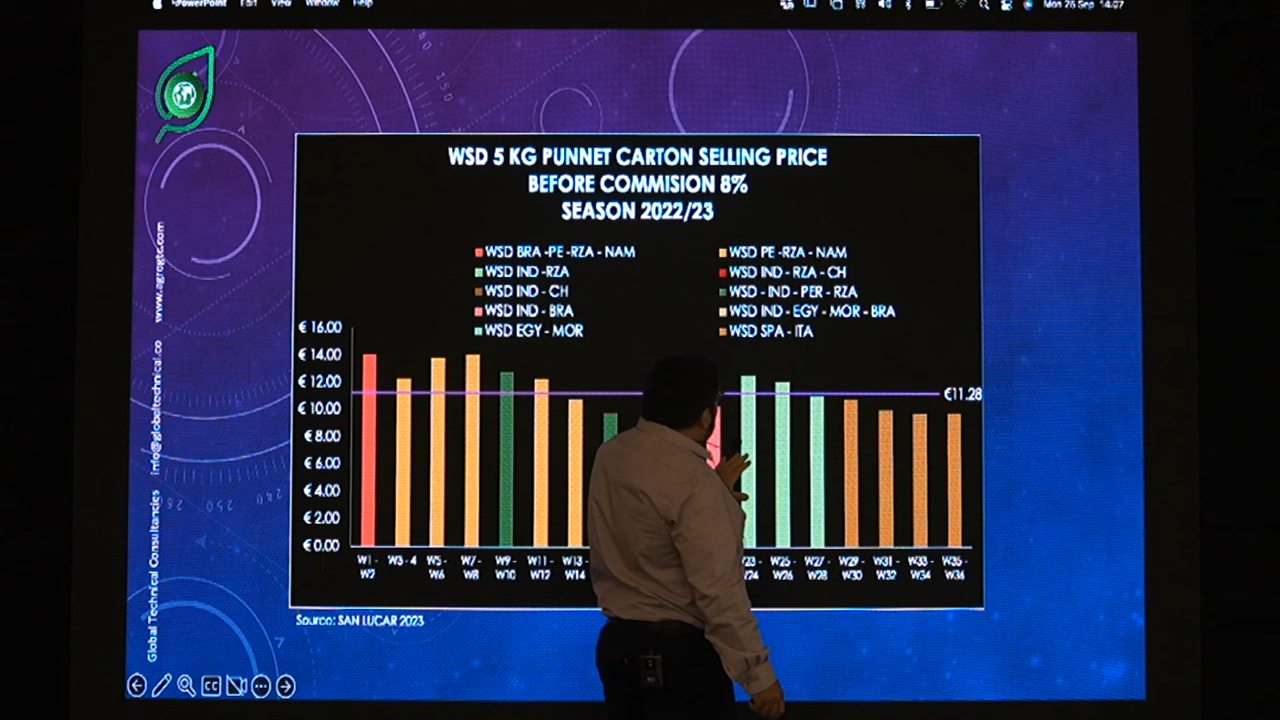 PowerPoint Edit View Window Help
Mon 25 Sep 14:07
WSD 5 KG PUNNET CARTON SELLING PRICE
BEFORE COMMISION 8%
SEASON 2022/23
WSD BRA -PE -RZA - NAM
WSD PE -RZA - NAM
WSD IND -RZA
WSD IND - RZA - CH
WSD IND - CH
WSD - IND - PER - RZA
WSD IND - BRA
WSD IND - EGY - MOR - BRA
WSD EGY - MOR
WSD SPA - ITA
€ 16.00
€ 14.00
€ 12.00
€ 10.00
€ 8.00
€ 6.00
€ 4.00
€ 2.00
€ 0.00
€11.28
W1 - W3 - 4 W5 - W7 - W9 - W11 - W13 - 23 - W25 - W27 - W29 - W31 - W33 - W35 -
W2 W6 W8 W10 W12 W14 W24 W26 W28 W30 W32 W34 W36
Source: SAN LUCAR 2023
Global Technical Consultancies info@globaltechnical.co www.agrogtc.com
CC